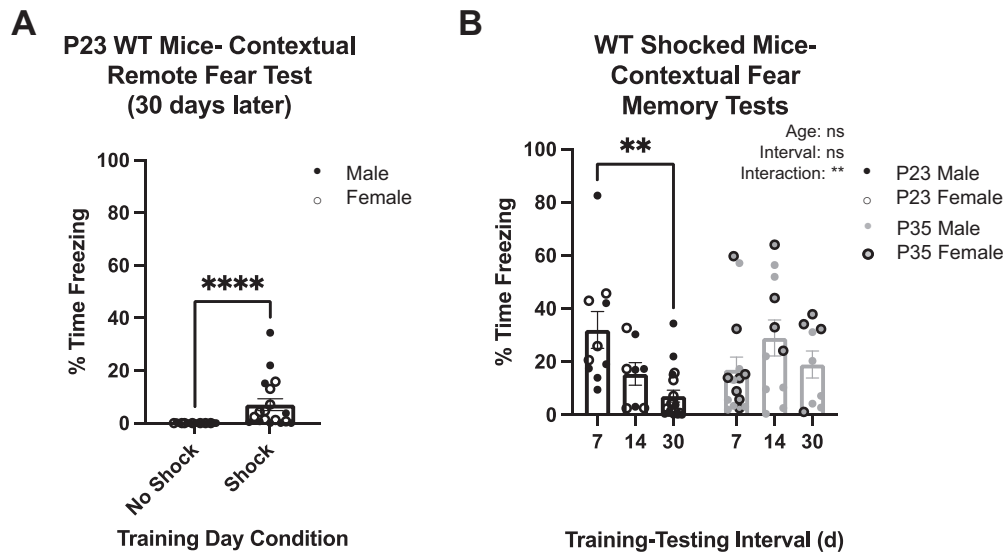 A
P23 WT Mice- Contextual
Remote Fear Test
(30 days later)
Male
Female
% Time Freezing
100
80
60
40
20
0
****
No Shock
Shock
Training Day Condition
B
WT Shocked Mice-
Contextual Fear
Memory Tests
Age: ns
Interval: ns
Interaction: **
P23 Male
P23 Female
P35 Male
P35 Female
% Time Freezing
100
80
60
40
20
0
**
7 14 30 7 14 30
Training-Testing Interval (d)